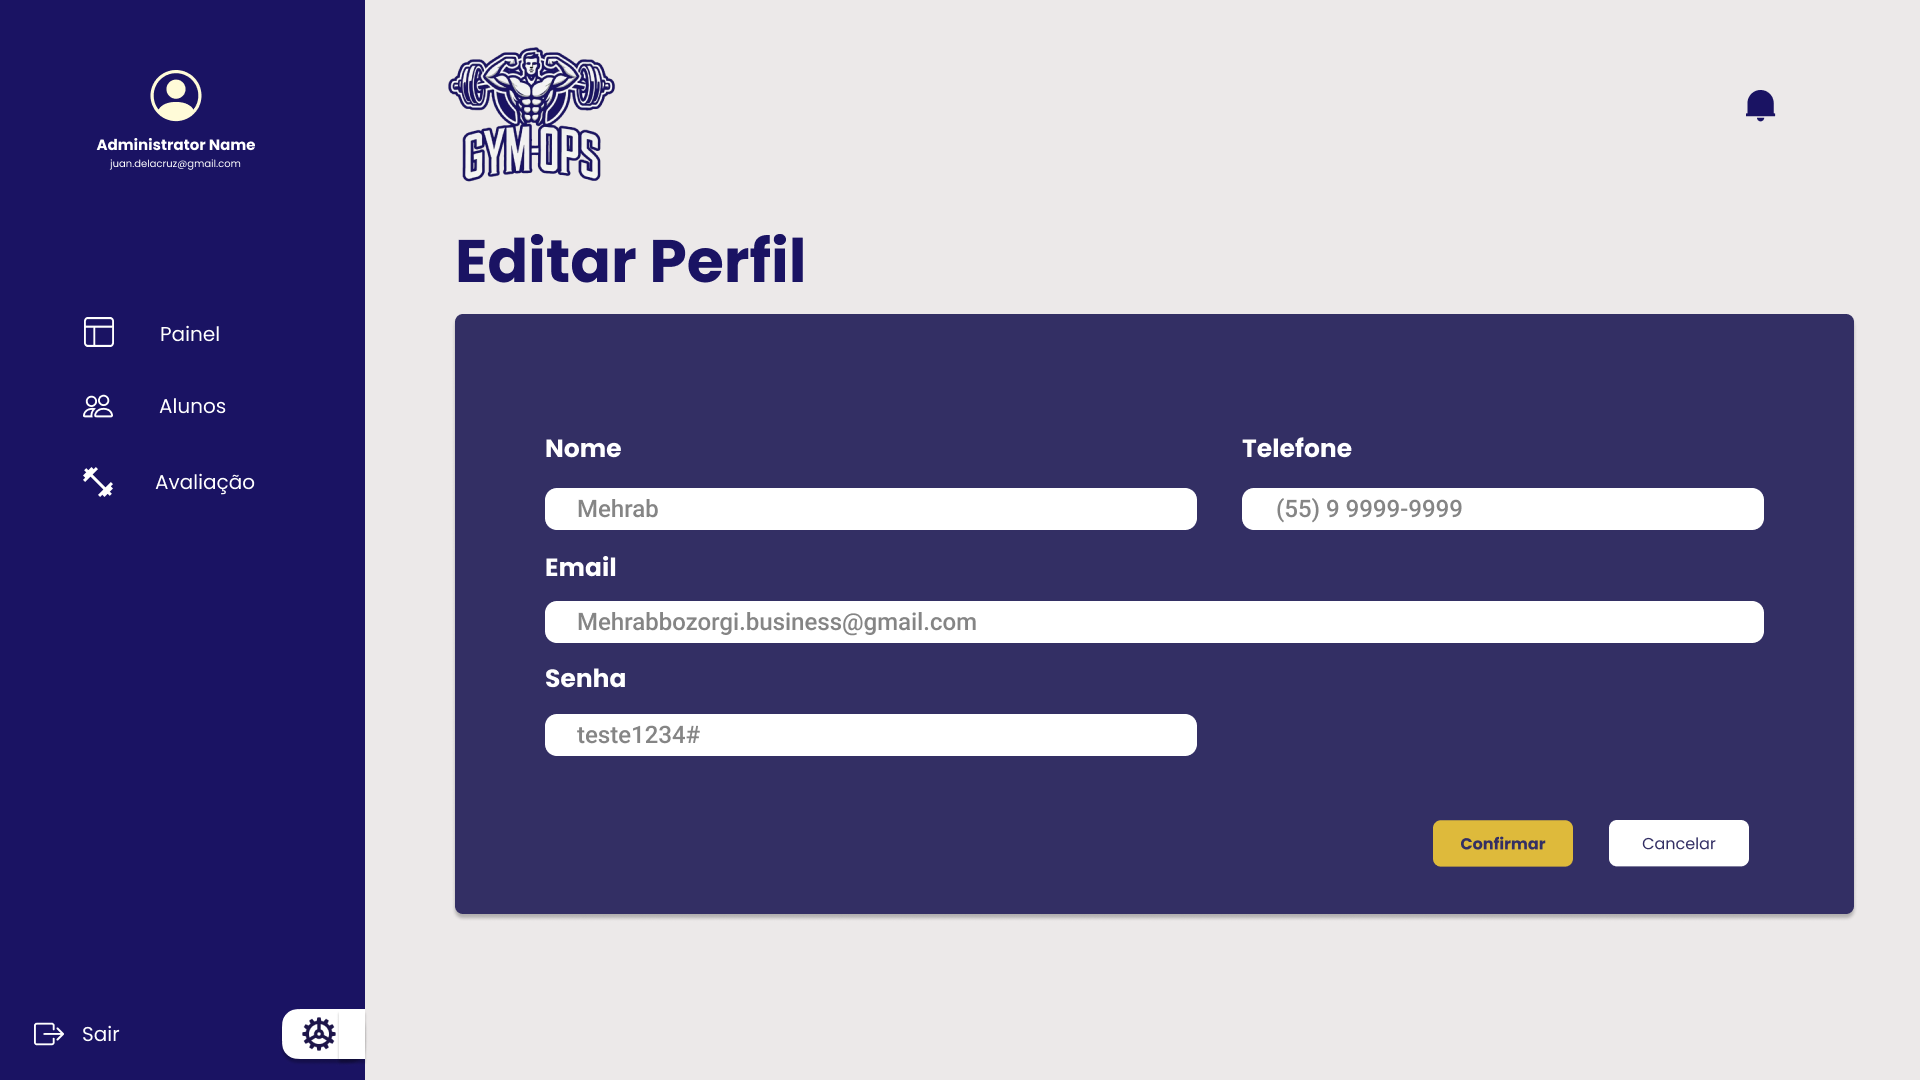 Administrator Name
juan.delacruz@gmail.com
Painel
Alunos
Avaliação
Sair
GYM-OPS
Editar Perfil
Nome
Mehrab
Telefone
(55) 9 9999-9999
Email
Mehrabbozorgi.business@gmail.com
Senha
teste1234#
Confirmar
Cancelar